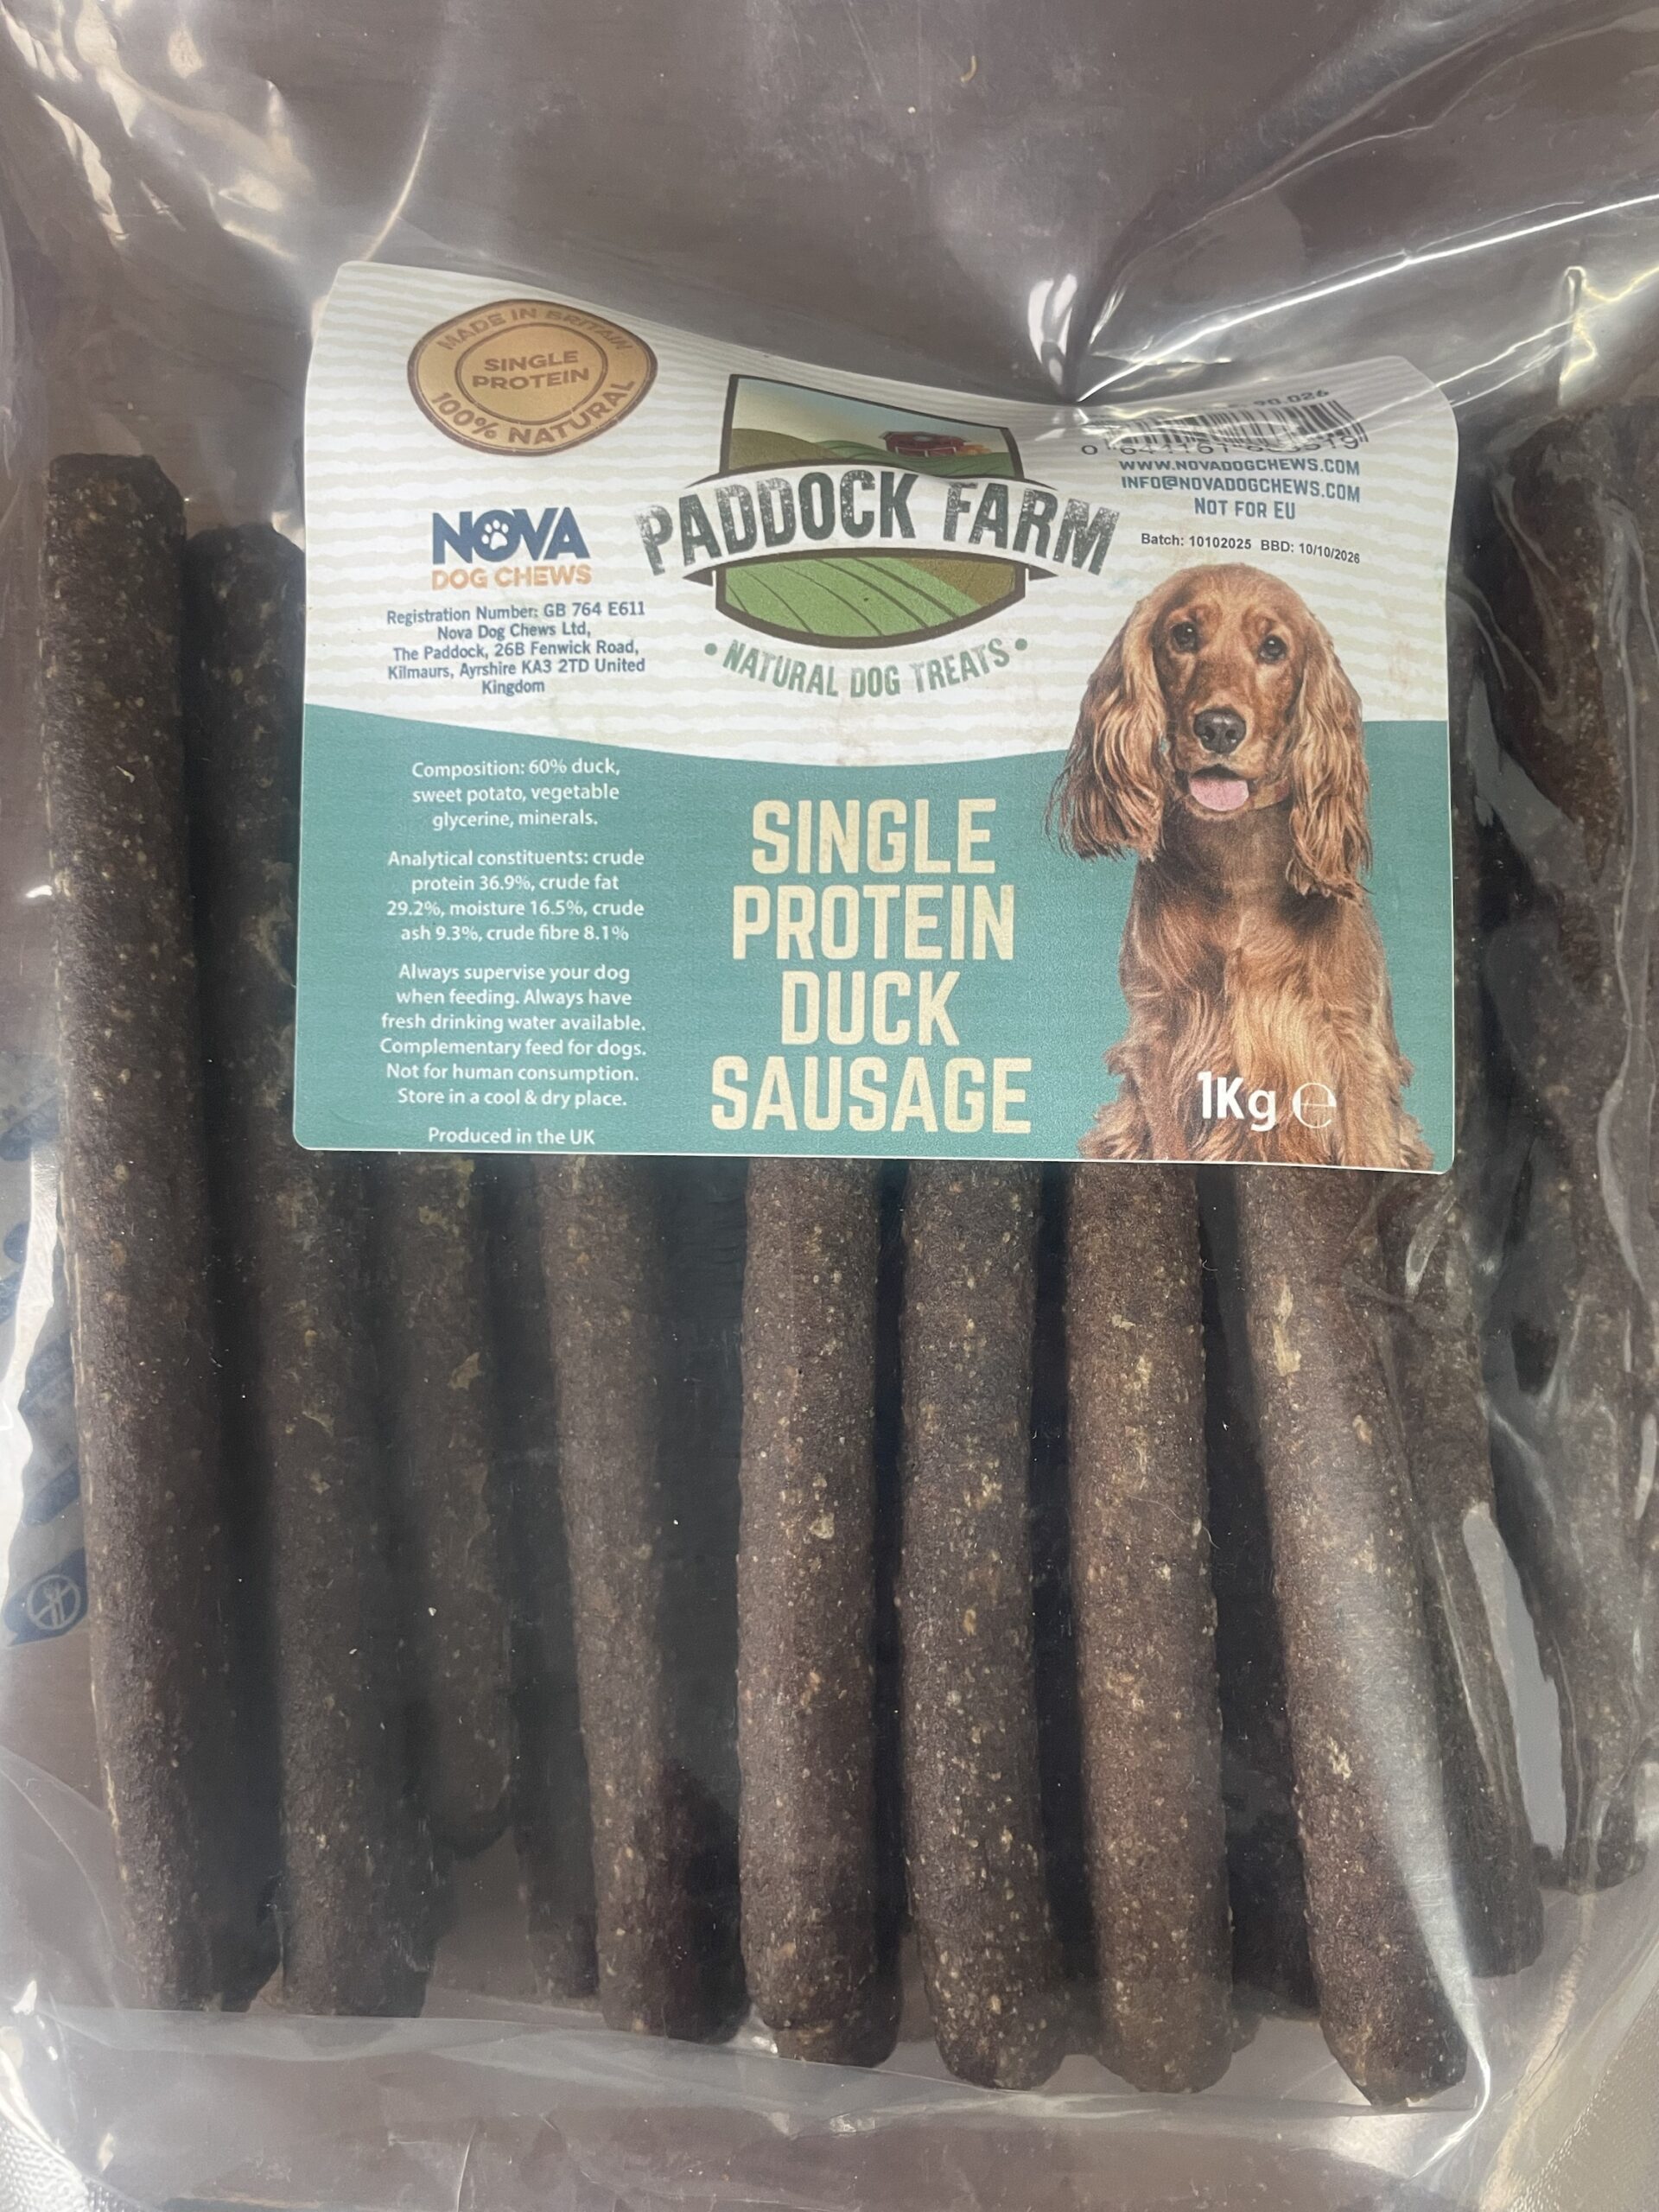 MADE IN BRITAIN
SINGLE
PROTEIN
100% NATURAL
NOVA
DOG CHEWS
Registration Number: GB 764 E611
Nova Dog Chews Ltd,
The Paddock, 26B Fenwick Road,
Kilmaurs, Ayrshire KA3 2TD United
Kingdom
PADDOCK FARM
• NATURAL DOG TREATS •
WWW.NOVADOGCHEWS.COM
INFO@NOVADOGCHEWS.COM
NOT FOR EU
Batch: 10102025 BBD: 10/10/2026
Composition: 60% duck,
sweet potato, vegetable
glycerine, minerals.
Analytical constituents: crude
protein 36.9%, crude fat
29.2%, moisture 16.5%, crude
ash 9.3%, crude fibre 8.1%
Always supervise your dog
when feeding. Always have
fresh drinking water available.
Complementary feed for dogs.
Not for human consumption.
Store in a cool & dry place.
Produced in the UK
SINGLE
PROTEIN
DUCK
SAUSAGE
1Kg ℮